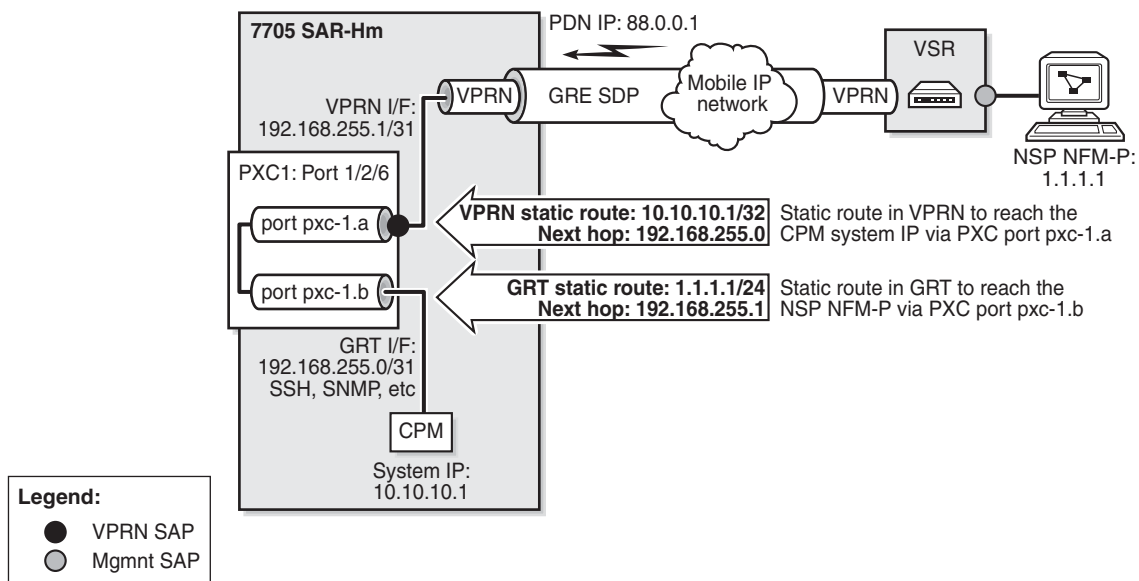 7705 SAR-Hm
PDN IP: 88.0.0.1
VSR
VPRN
GRE SDP
Mobile IP
network
VPRN
VPRN I/F:
192.168.255.1/31
NSP NFM-P:
1.1.1.1
PXC1: Port 1/2/6
port pxc-1.a
VPRN static route: 10.10.10.1/32
Next hop: 192.168.255.0
Static route in VPRN to reach the
CPM system IP via PXC port pxc-1.a
port pxc-1.b
GRT static route: 1.1.1.1/24
Next hop: 192.168.255.1
Static route in GRT to reach the
NSP NFM-P via PXC port pxc-1.b
GRT I/F:
192.168.255.0/31
SSH, SNMP, etc
CPM
System IP:
10.10.10.1
Legend:
VPRN SAP
Mgmnt SAP